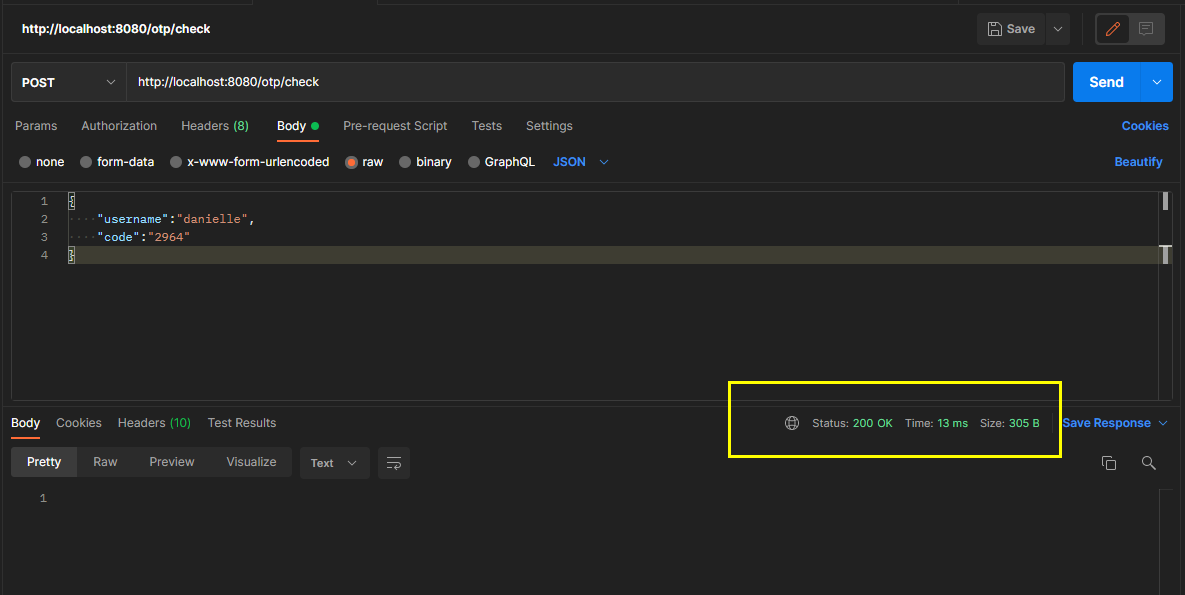 http://localhost:8080/otp/check
Save
POST
http://localhost:8080/otp/check
Send
Params Authorization Headers (8) Body Pre-request Script Tests Settings Cookies
none form-data x-www-form-urlencoded raw binary GraphQL JSON Beautify
1 {
2 "username":"danielle",
3 "code":"2964"
4 }
Body Cookies Headers (10) Test Results Status: 200 OK Time: 13 ms Size: 305 B Save Response
Pretty Raw Preview Visualize Text
1